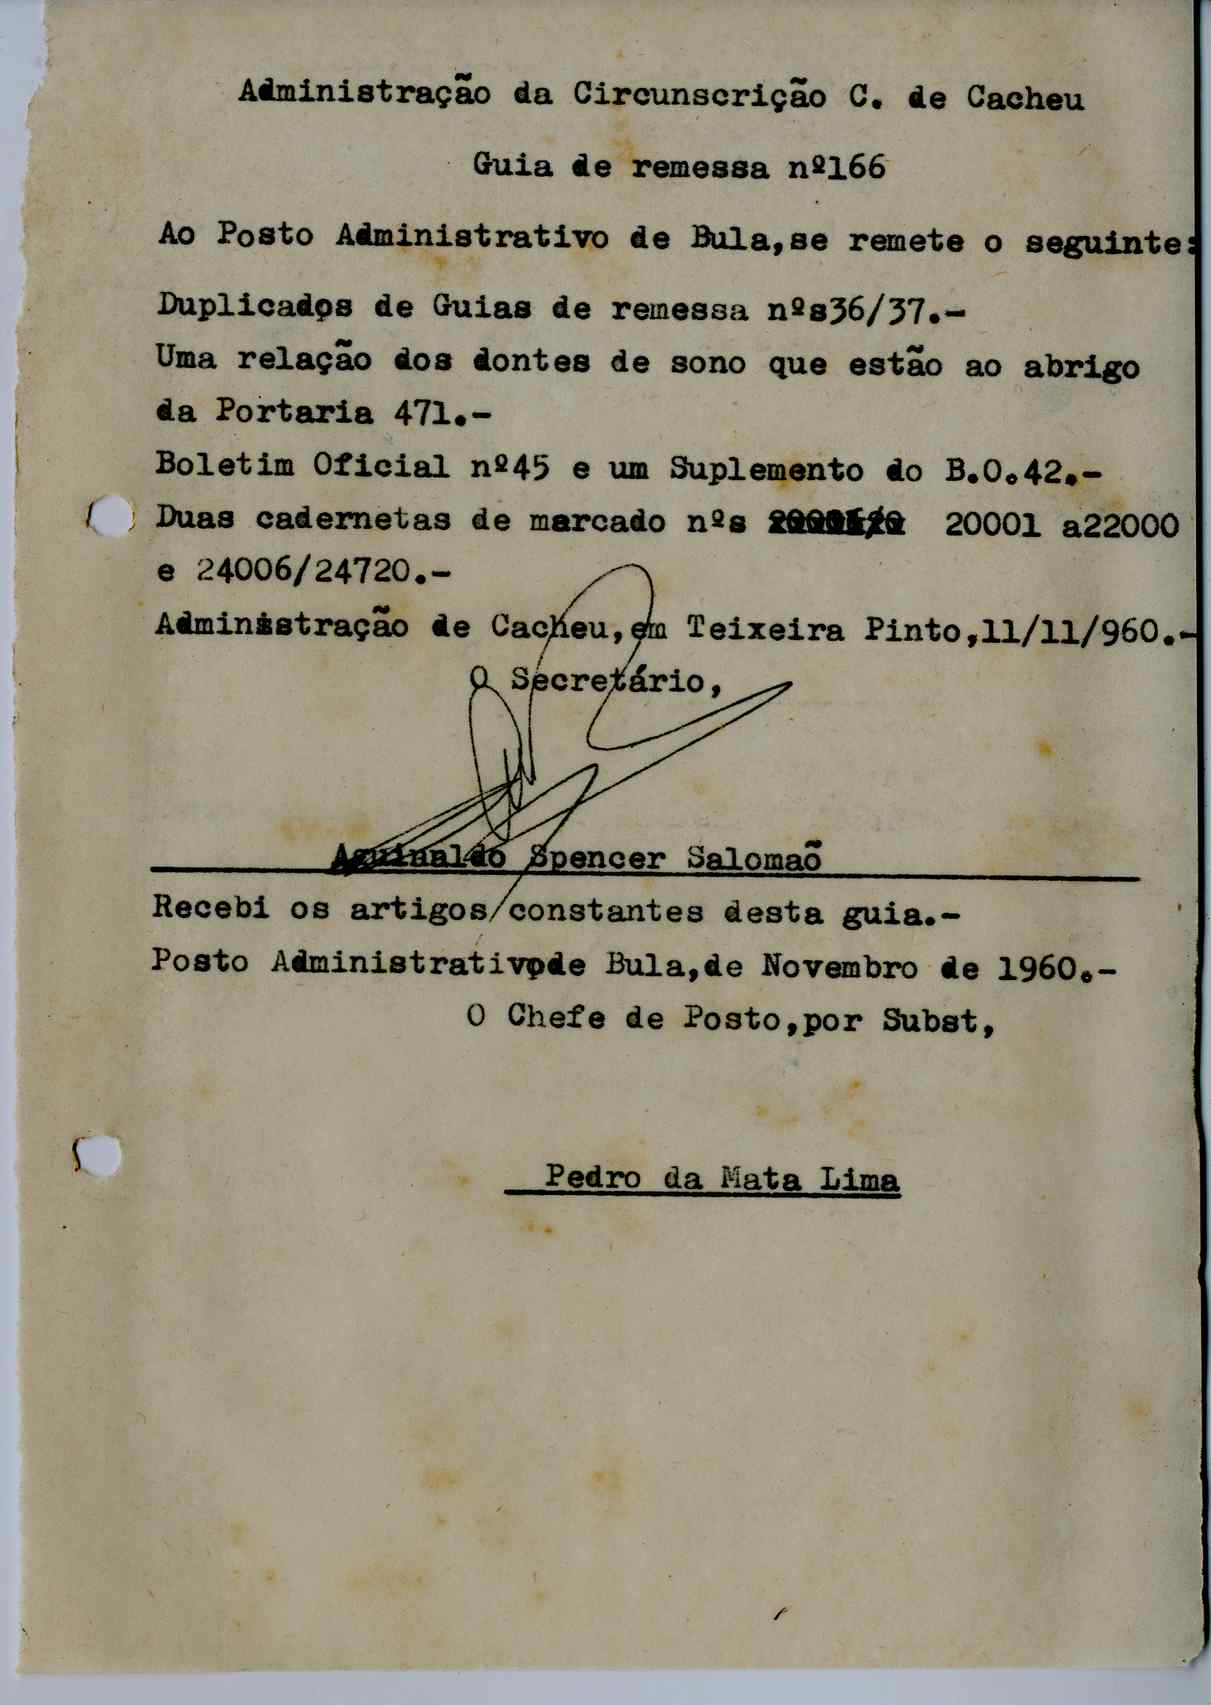 Administração da Circunscrição C. de Cacheu
Guia de remessa nº166
Ao Posto Administrativo de Bula,se remete o seguinte:
Duplicados de Guias de remessa nºs36/37.-
Uma relação dos dontes de sono que estão ao abrigo
da Portaria 471.-
Boletim Oficial nº45 e um Suplemento do B.O.42.-
Duas cadernetas de marcado nºs 20001 a22000
e 24006/24720.-
Administração de Cacheu,em Teixeira Pinto,11/11/960.-
O Secretário,
Aguinaldo Spencer Salomaõ
Recebi os artigos constantes desta guia.-
Posto Administrativode Bula,de Novembro de 1960.-
O Chefe de Posto,por Subst,
Pedro da Mata Lima